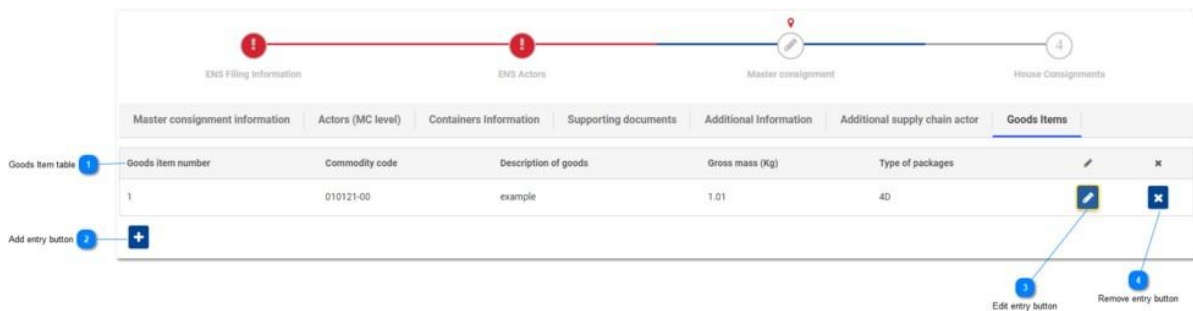 !
!
4
ENS Filing Information
ENS Actors
Master consignment
House Consignments
Master consignment information
Actors (MC level)
Containers Information
Supporting documents
Additional Information
Additional supply chain actor
Goods Items
Goods Item table 1
Goods item number
Commodity code
Description of goods
Gross mass (Kg)
Type of packages
1
010121-00
example
1.01
4D
Add entry button 2
3
Edit entry button
4
Remove entry button